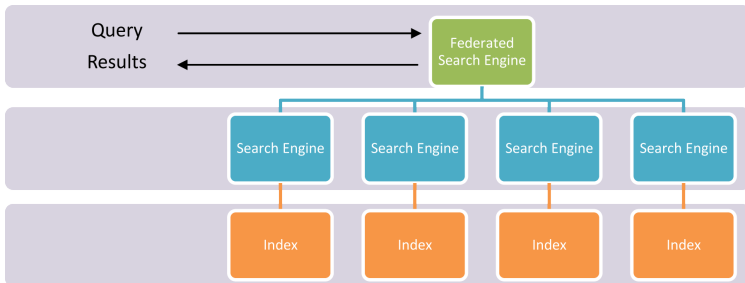 Query
Results
Federated
Search Engine
Search Engine
Search Engine
Search Engine
Search Engine
Index
Index
Index
Index